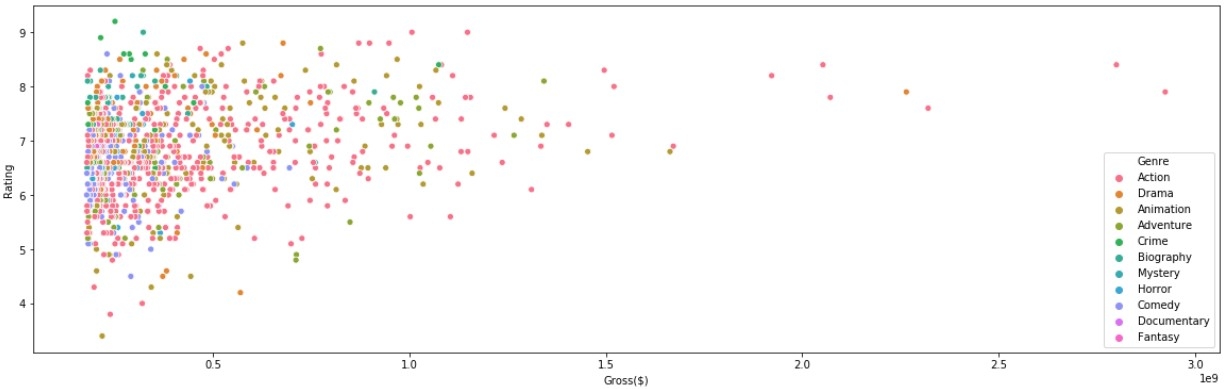 9
8
7
6
5
4
Rating
0.5 1.0 1.5 2.0 2.5 3.0
1e9
Gross($)
Genre
Action
Drama
Animation
Adventure
Crime
Biography
Mystery
Horror
Comedy
Documentary
Fantasy